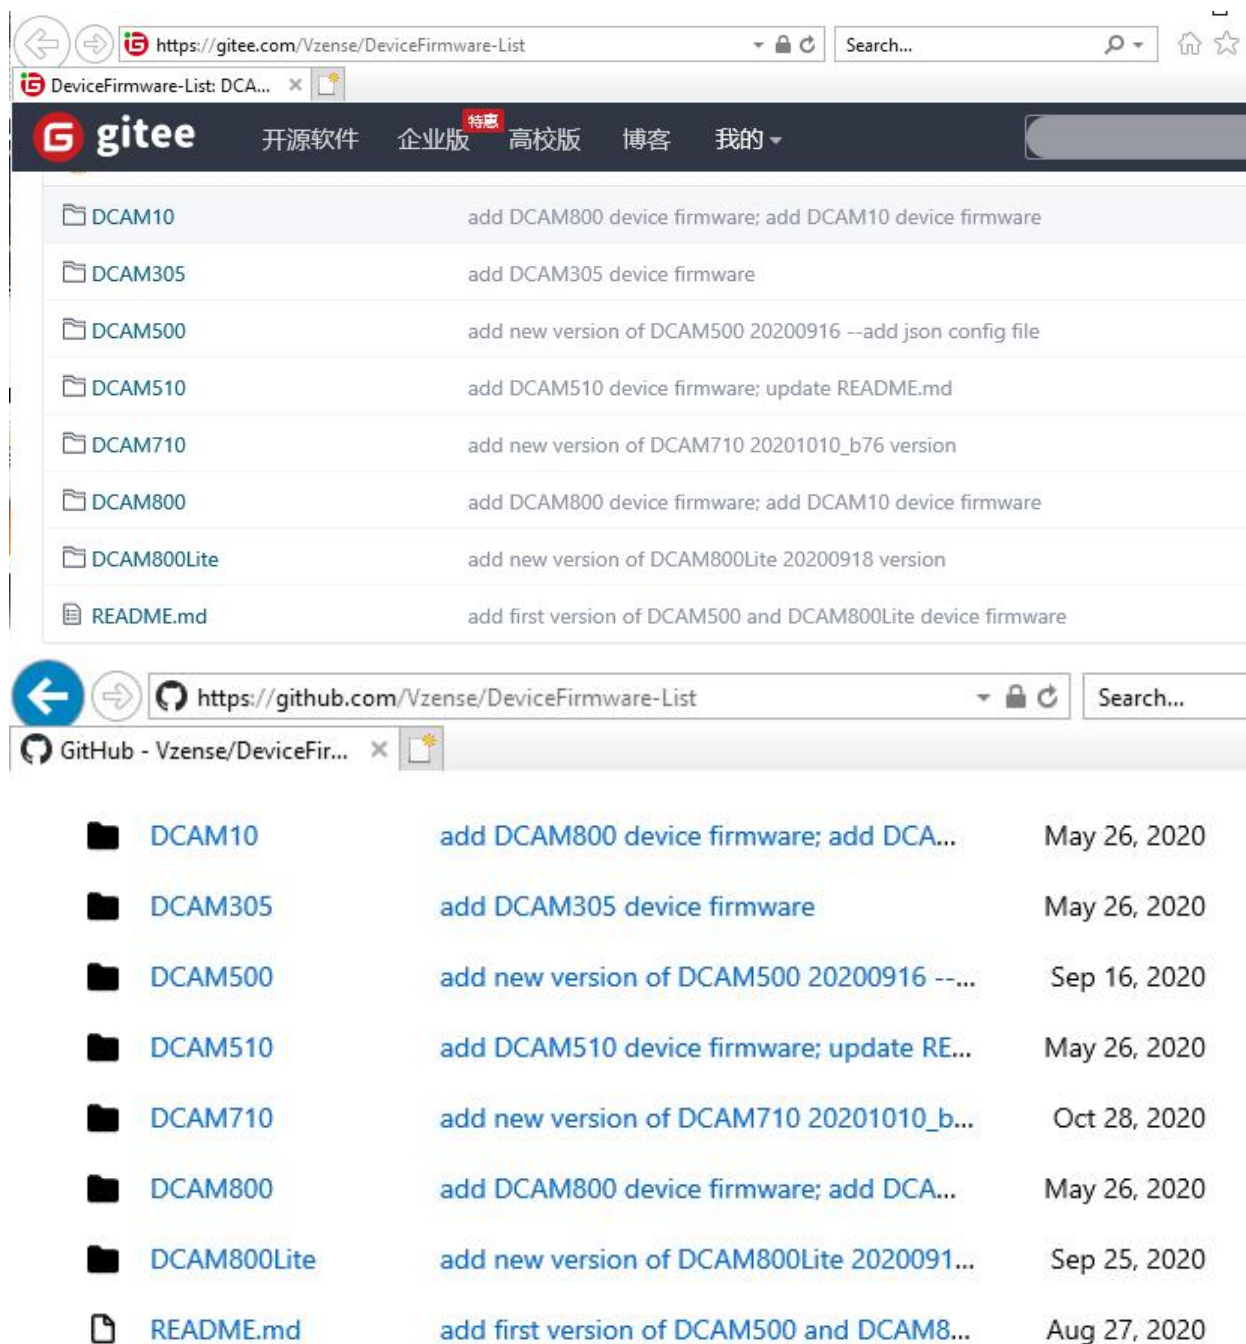 https://gitee.com/Vzense/DeviceFirmware-List Search...
DeviceFirmware-List: DCA...
gitee 开源软件 企业版 特惠 高校版 博客 我的
DCAM10 add DCAM800 device firmware; add DCAM10 device firmware
DCAM305 add DCAM305 device firmware
DCAM500 add new version of DCAM500 20200916 --add json config file
DCAM510 add DCAM510 device firmware; update README.md
DCAM710 add new version of DCAM710 20201010_b76 version
DCAM800 add DCAM800 device firmware; add DCAM10 device firmware
DCAM800Lite add new version of DCAM800Lite 20200918 version
README.md add first version of DCAM500 and DCAM800Lite device firmware
https://github.com/Vzense/DeviceFirmware-List Search...
GitHub - Vzense/DeviceFir...
DCAM10 add DCAM800 device firmware; add DCA... May 26, 2020
DCAM305 add DCAM305 device firmware May 26, 2020
DCAM500 add new version of DCAM500 20200916 --... Sep 16, 2020
DCAM510 add DCAM510 device firmware; update RE... May 26, 2020
DCAM710 add new version of DCAM710 20201010_b... Oct 28, 2020
DCAM800 add DCAM800 device firmware; add DCA... May 26, 2020
DCAM800Lite add new version of DCAM800Lite 2020091... Sep 25, 2020
README.md add first version of DCAM500 and DCAM8... Aug 27, 2020